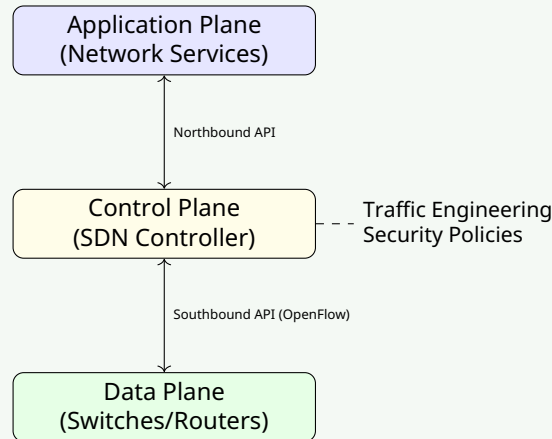 Application Plane
(Network Services)
Northbound API
Control Plane
(SDN Controller)
Traffic Engineering
Security Policies
Southbound API (OpenFlow)
Data Plane
(Switches/Routers)